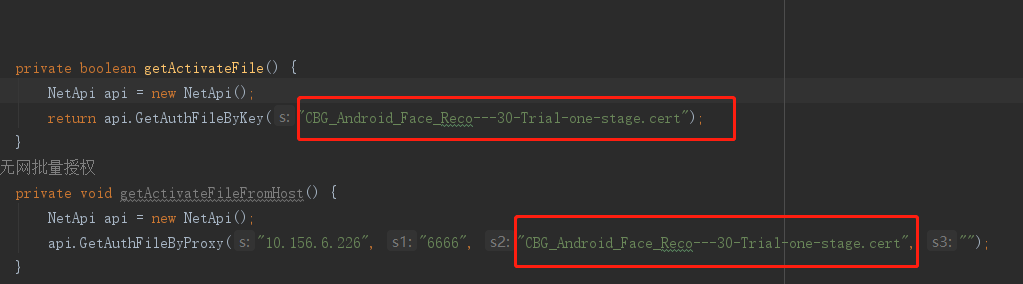 private boolean getActivateFile() {
NetApi api = new NetApi();
return api.GetAuthFileByKey( s: "CBG_Android_Face_Reco---30-Trial-one-stage.cert");
}
无网批量授权
private void getActivateFileFromHost() {
NetApi api = new NetApi();
api.GetAuthFileByProxy( s: "10.156.6.226", s1: "6666", s2: "CBG_Android_Face_Reco---30-Trial-one-stage.cert", s3: "");
}